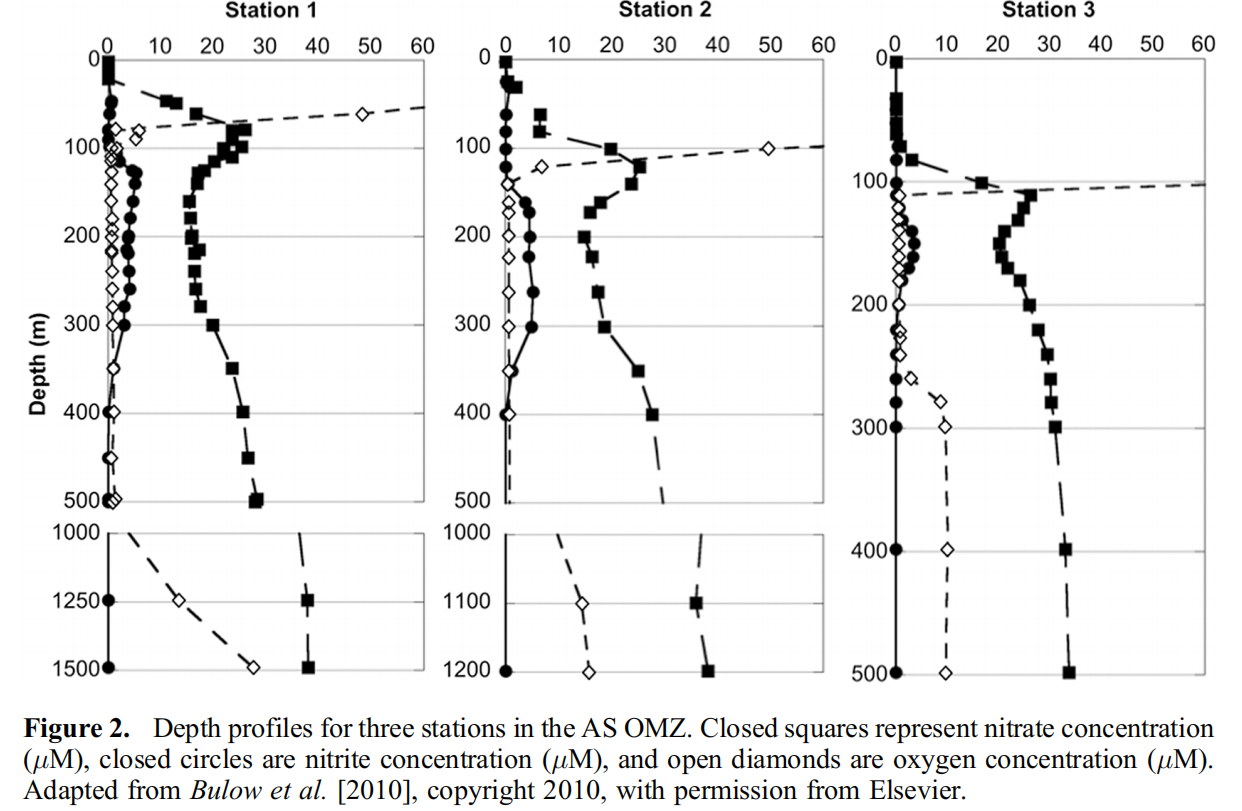 Station 1 Station 2 Station 3
0 10 20 30 40 50 60 0 10 20 30 40 50 60 0 10 20 30 40 50 60
0 0 0
100 100 100
200 200 200
300 300 300
400 400 400
500 500 500
Depth (m)
1000 1000
1250 1100
1500 1200
Figure 2. Depth profiles for three stations in the AS OMZ. Closed squares represent nitrate concentration
(μM), closed circles are nitrite concentration (μM), and open diamonds are oxygen concentration (μM).
Adapted from Bulow et al. [2010], copyright 2010, with permission from Elsevier.